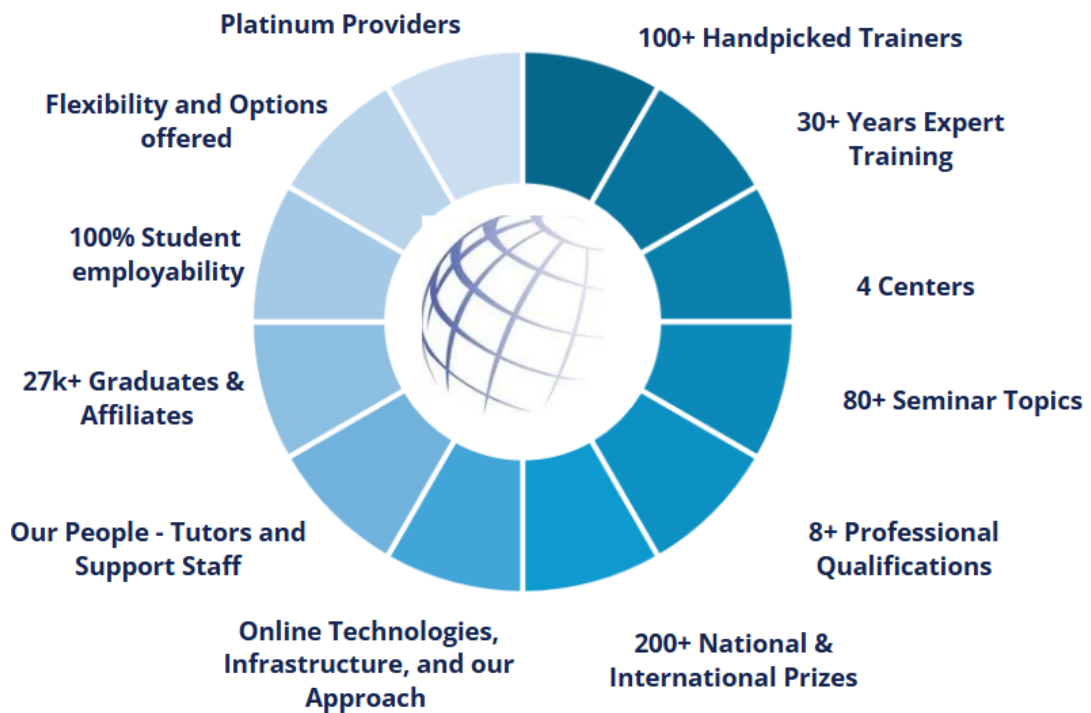 Platinum Providers
100+ Handpicked Trainers
30+ Years Expert
Training
4 Centers
80+ Seminar Topics
8+ Professional
Qualifications
200+ National &
International Prizes
Online Technologies,
Infrastructure, and our
Approach
Our People - Tutors and
Support Staff
27k+ Graduates &
Affiliates
100% Student
employability
Flexibility and Options
offered